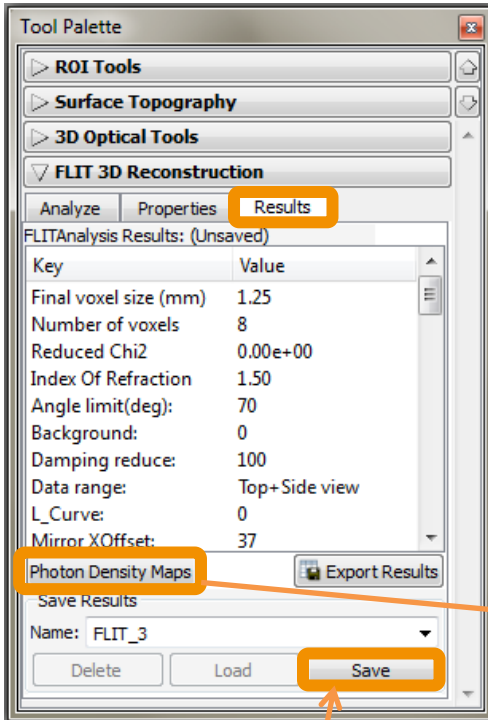 Tool Palette
ROI Tools
Surface Topography
3D Optical Tools
FLIT 3D Reconstruction
Analyze Properties Results
FLITAnalysis Results: (Unsaved)
Key Value
Final voxel size (mm) 1.25
Number of voxels 8
Reduced Chi2 0.00e+00
Index Of Refraction 1.50
Angle limit(deg): 70
Background: 0
Damping reduce: 100
Data range: Top+Side view
L_Curve: 0
Mirror XOffset: 37
Photon Density Maps Export Results
Save Results
Name: FLIT_3
Delete Load Save